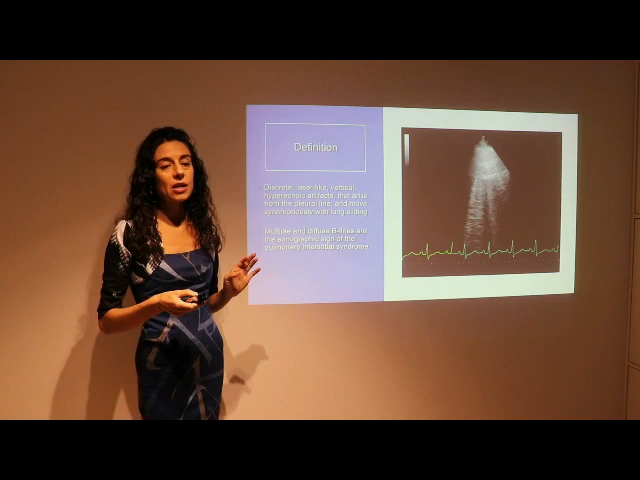 Definition
Discrete, laser-like, vertical,
hyperechoic artifacts, that arise
from the pleural line, and move
synchronously with lung sliding.
Multiple and diffuse B-lines are
the sonographic sign of the
pulmonary interstitial syndrome.